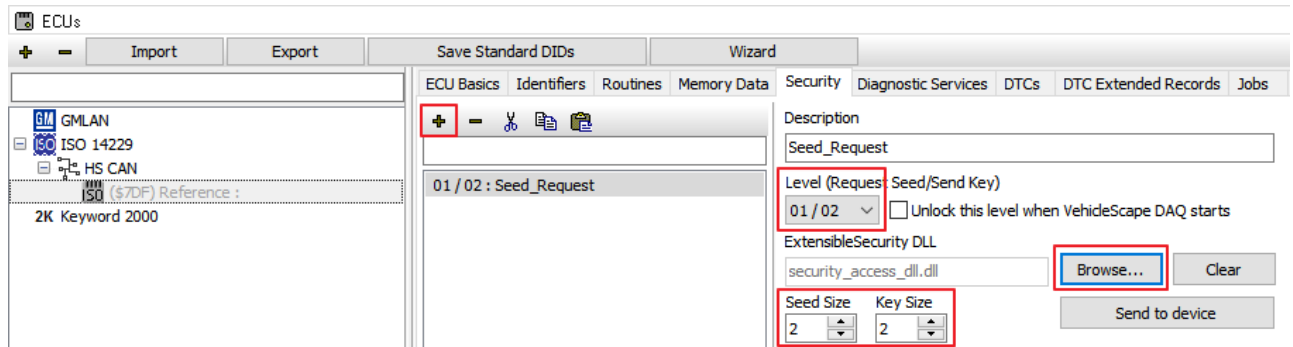 ECUs
Import Export Save Standard DIDs Wizard
ECU Basics Identifiers Routines Memory Data Security Diagnostic Services DTCs DTC Extended Records Jobs
GM GMLAN
ISO ISO 14229
HS CAN
ISO ($7DF) Reference :
2K Keyword 2000
01 / 02 : Seed_Request
Description
Seed_Request
Level (Request Seed/Send Key)
01 / 02 Unlock this level when VehicleScape DAQ starts
ExtensibleSecurity DLL
security_access_dll.dll Browse... Clear
Seed Size Key Size
2 2 Send to device